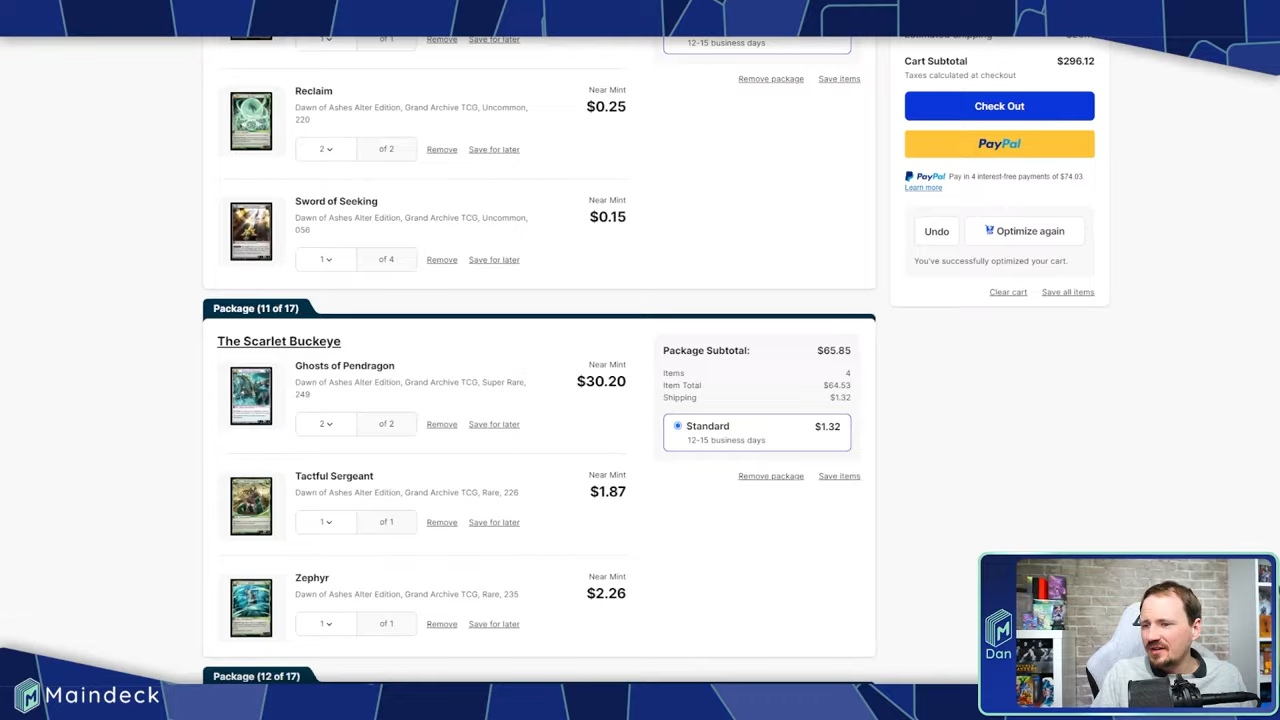 1
of 1
Remove
Save for later
12-15 business days
Remove package
Save items
Estimated Shipping
Cart Subtotal
$296.12
Taxes calculated at checkout
Check Out
PayPal
PayPal Pay in 4 interest-free payments of $74.03.
Learn more
Undo
Optimize again
You've successfully optimized your cart.
Clear cart
Save all items
Reclaim
Dawn of Ashes Alter Edition, Grand Archive TCG, Uncommon,
220
Near Mint
$0.25
2
of 2
Remove
Save for later
Sword of Seeking
Dawn of Ashes Alter Edition, Grand Archive TCG, Uncommon,
056
Near Mint
$0.15
1
of 4
Remove
Save for later
Package (11 of 17)
The Scarlet Buckeye
Ghosts of Pendragon
Dawn of Ashes Alter Edition, Grand Archive TCG, Super Rare,
249
Near Mint
$30.20
2
of 2
Remove
Save for later
Package Subtotal:
$65.85
Items
4
Item Total
$64.53
Shipping
$1.32
Standard
$1.32
12-15 business days
Remove package
Save items
Tactful Sergeant
Dawn of Ashes Alter Edition, Grand Archive TCG, Rare, 226
Near Mint
$1.87
1
of 1
Remove
Save for later
Zephyr
Dawn of Ashes Alter Edition, Grand Archive TCG, Rare, 235
Near Mint
$2.26
1
of 1
Remove
Save for later
Package (12 of 17)
Maindeck
Dan